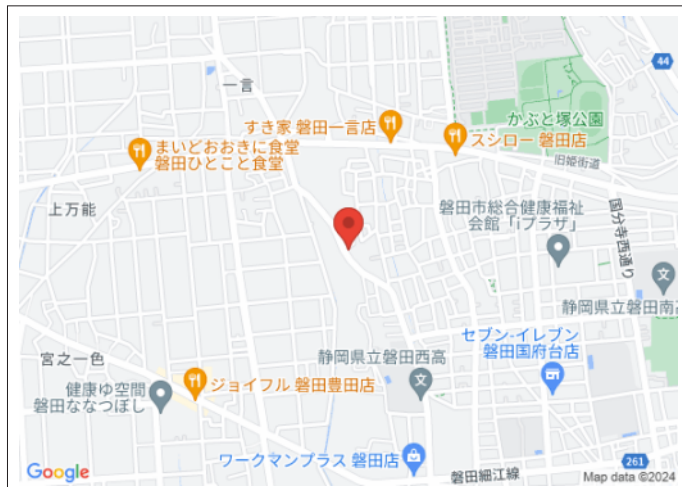 44
一言
かぶと塚公園
すき家 磐田一言店
スシロー 磐田店
まいどおおきに食堂
磐田ひとこと食堂
旧姫街道
上万能
磐田市総合健康福祉
会館「iプラザ」
国分寺西通り
静岡県立磐田南高
セブン-イレブン
磐田国府台店
宮之一色
静岡県立磐田西高
ジョイフル 磐田豊田店
健康ゆ空間
磐田ななつぼし
ワークマンプラス 磐田店
磐田細江線
261
Google
Map data ©2024